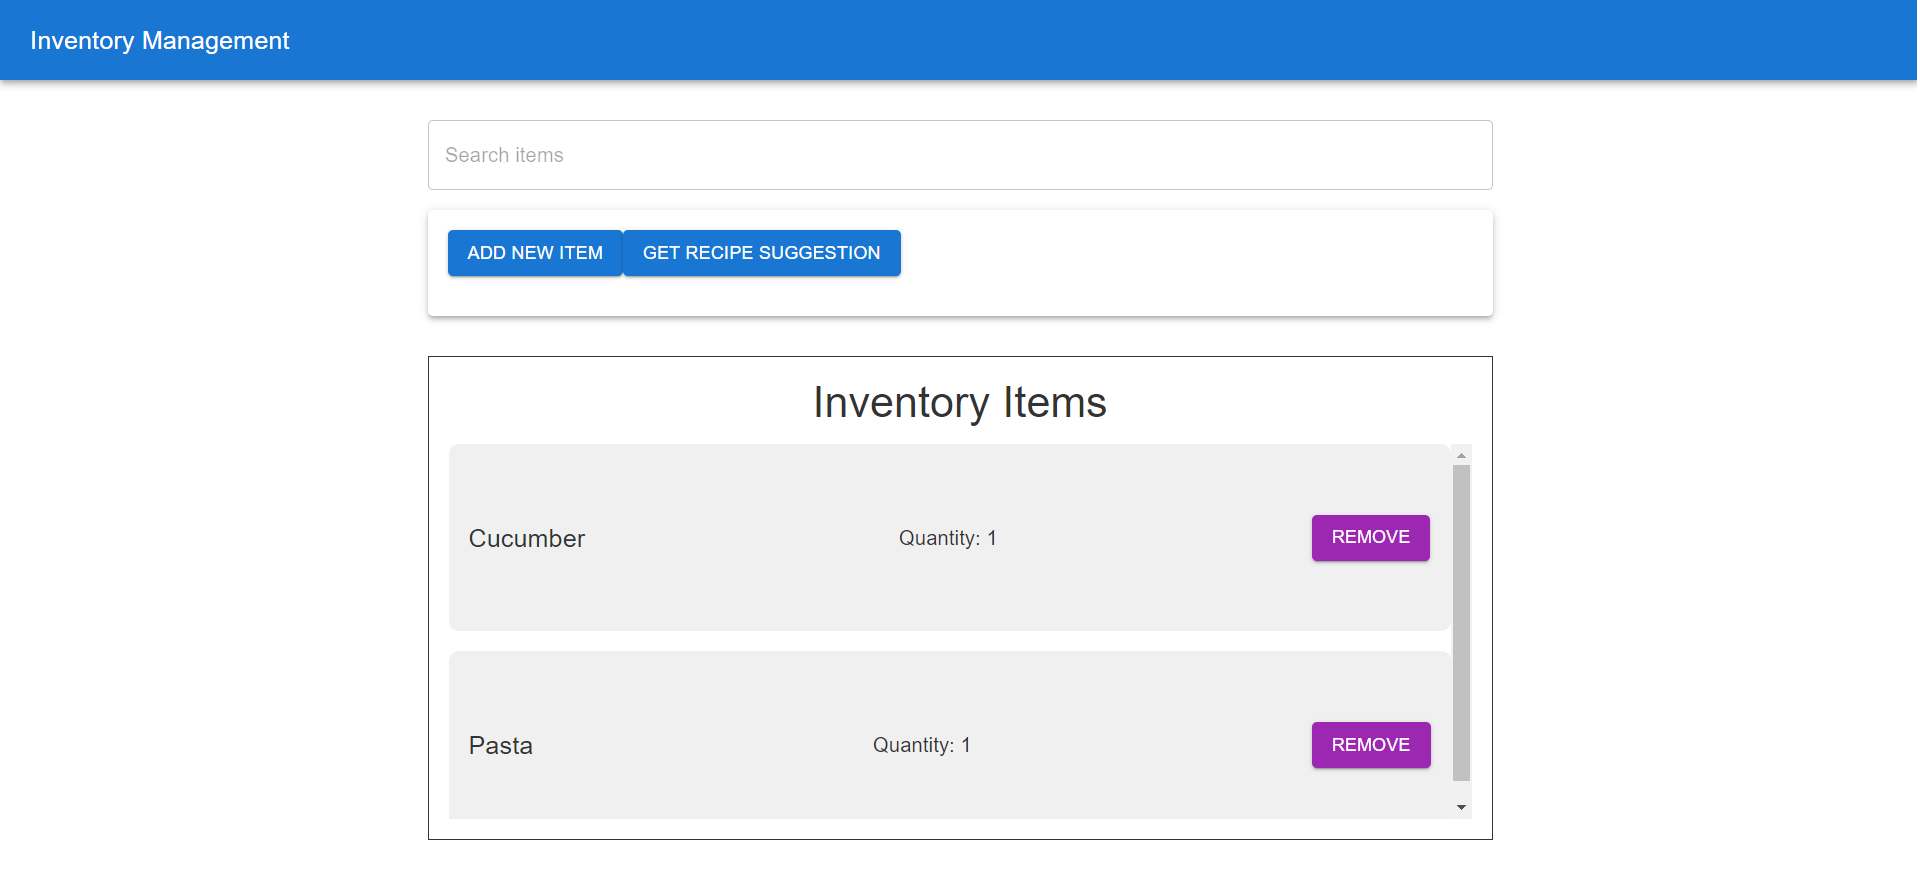 Inventory Management
Search items
ADD NEW ITEM GET RECIPE SUGGESTION
Inventory Items
Cucumber Quantity: 1 REMOVE
Pasta Quantity: 1 REMOVE